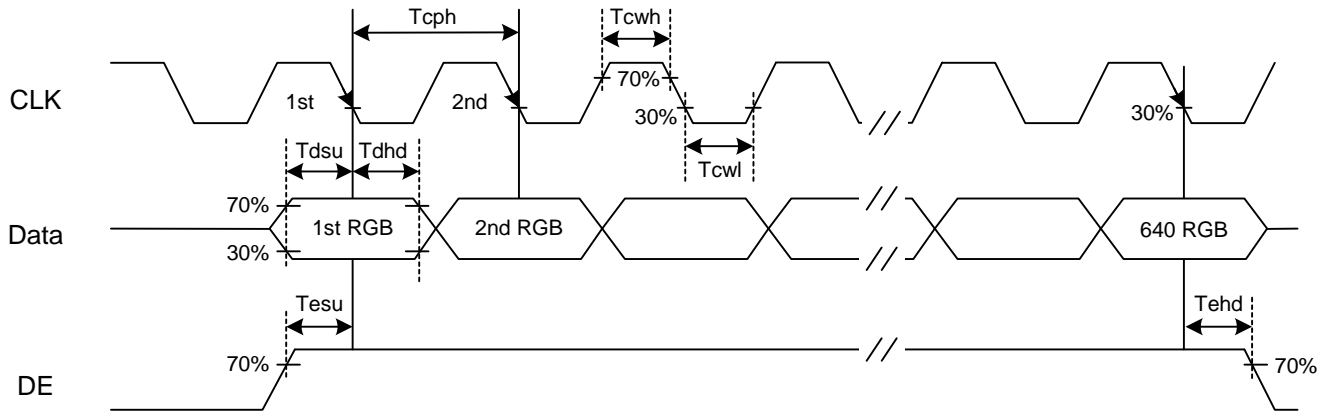 Tcph
Tcwh
CLK
1st
2nd
70%
30%
30%
Tcwl
Tdsu
Tdhd
70%
Data
1st RGB
2nd RGB
640 RGB
30%
Tesu
Tehd
70%
70%
DE